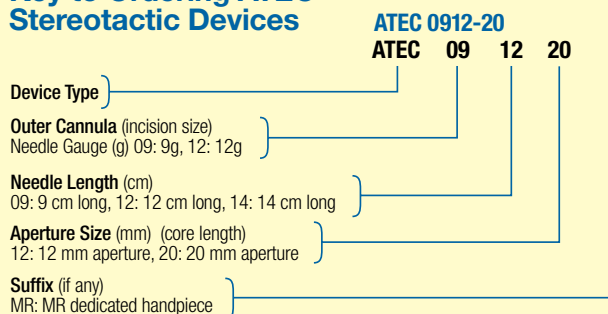 Stereotactic Devices
ATEC 0912-20
ATEC 09 12 20
Device Type
Outer Cannula (incision size)
Needle Gauge (g) 09: 9g, 12: 12g
Needle Length (cm)
09: 9 cm long, 12: 12 cm long, 14: 14 cm long
Aperture Size (mm) (core length)
12: 12 mm aperture, 20: 20 mm aperture
Suffix (if any)
MR: MR dedicated handpiece